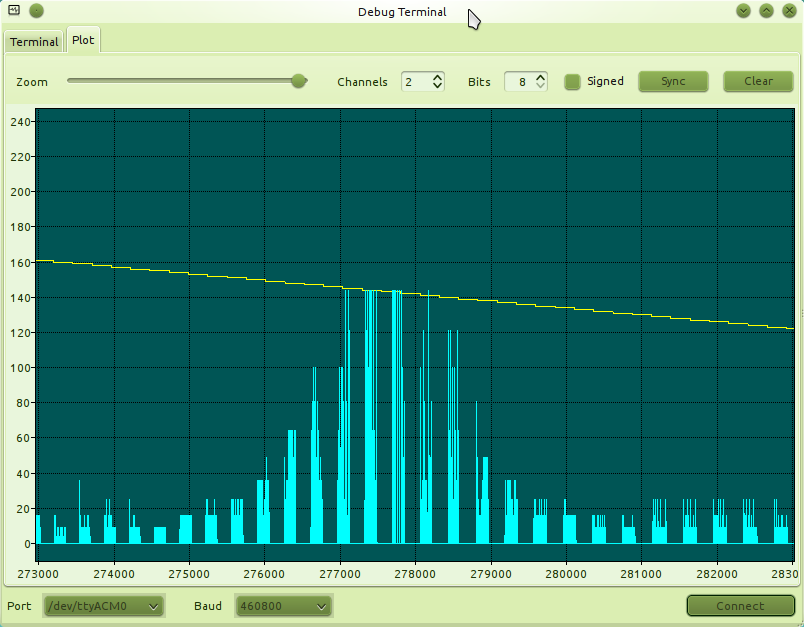 Debug Terminal
Terminal Plot
Zoom Channels 2 Bits 8 Signed Sync Clear
240
220
200
180
160
140
120
100
80
60
40
20
0
273000 274000 275000 276000 277000 278000 279000 280000 281000 282000 2830
Port /dev/ttyACM0 Baud 460800 Connect